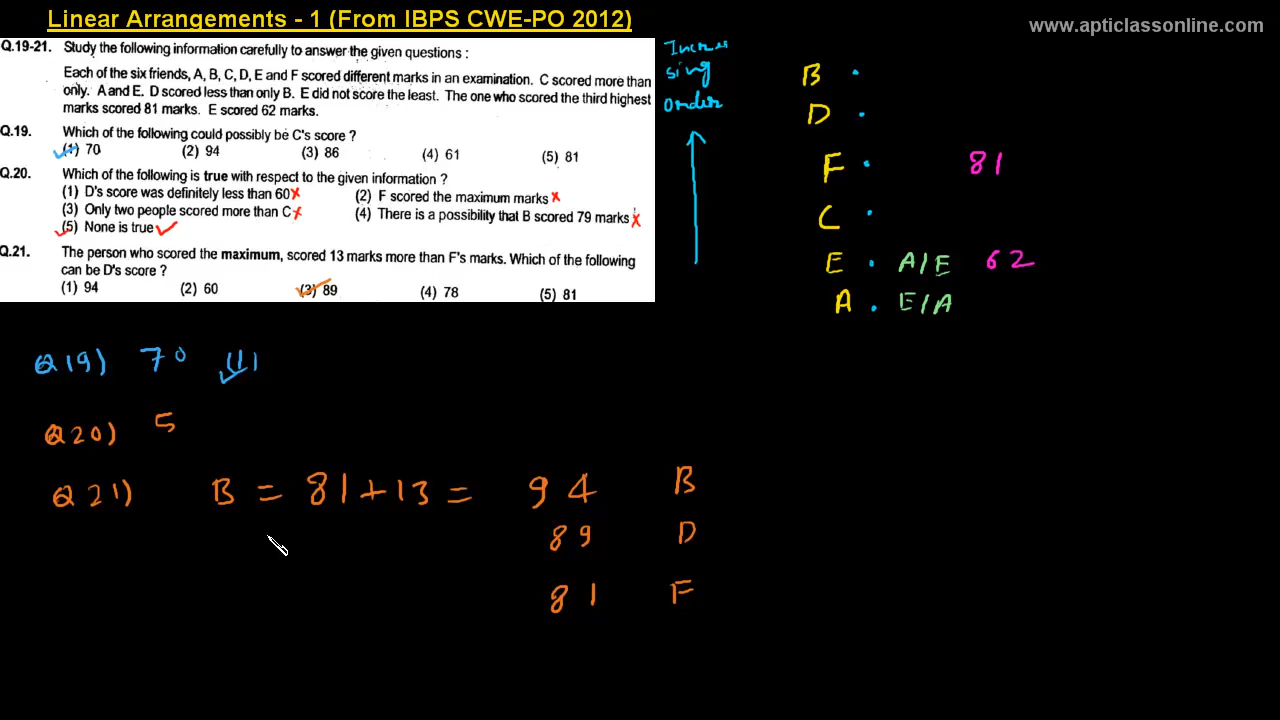 Linear Arrangements - 1 (From IBPS CWE-PO 2012)
www.apticlassonline.com
Q.19-21. Study the following information carefully to answer the given questions :
Each of the six friends, A, B, C, D, E and F scored different marks in an examination. C scored more than
only. A and E. D scored less than only B. E did not score the least. The one who scored the third highest
marks scored 81 marks. E scored 62 marks.
Q.19. Which of the following could possibly be C's score ?
(1) 70 (2) 94 (3) 86 (4) 61 (5) 81
Q.20. Which of the following is true with respect to the given information ?
(1) D's score was definitely less than 60 (2) F scored the maximum marks
(3) Only two people scored more than C (4) There is a possibility that B scored 79 marks
(5) None is true
Q.21. The person who scored the maximum, scored 13 marks more than F's marks. Which of the following
can be D's score ?
(1) 94 (2) 60 (3) 89 (4) 78 (5) 81
Increa
sing
order
B
D
F 81
C
E A/E 62
A E/A
Q19) 70 (1)
Q20) 5
Q21) B = 81+13 = 94 B
89 D
81 F